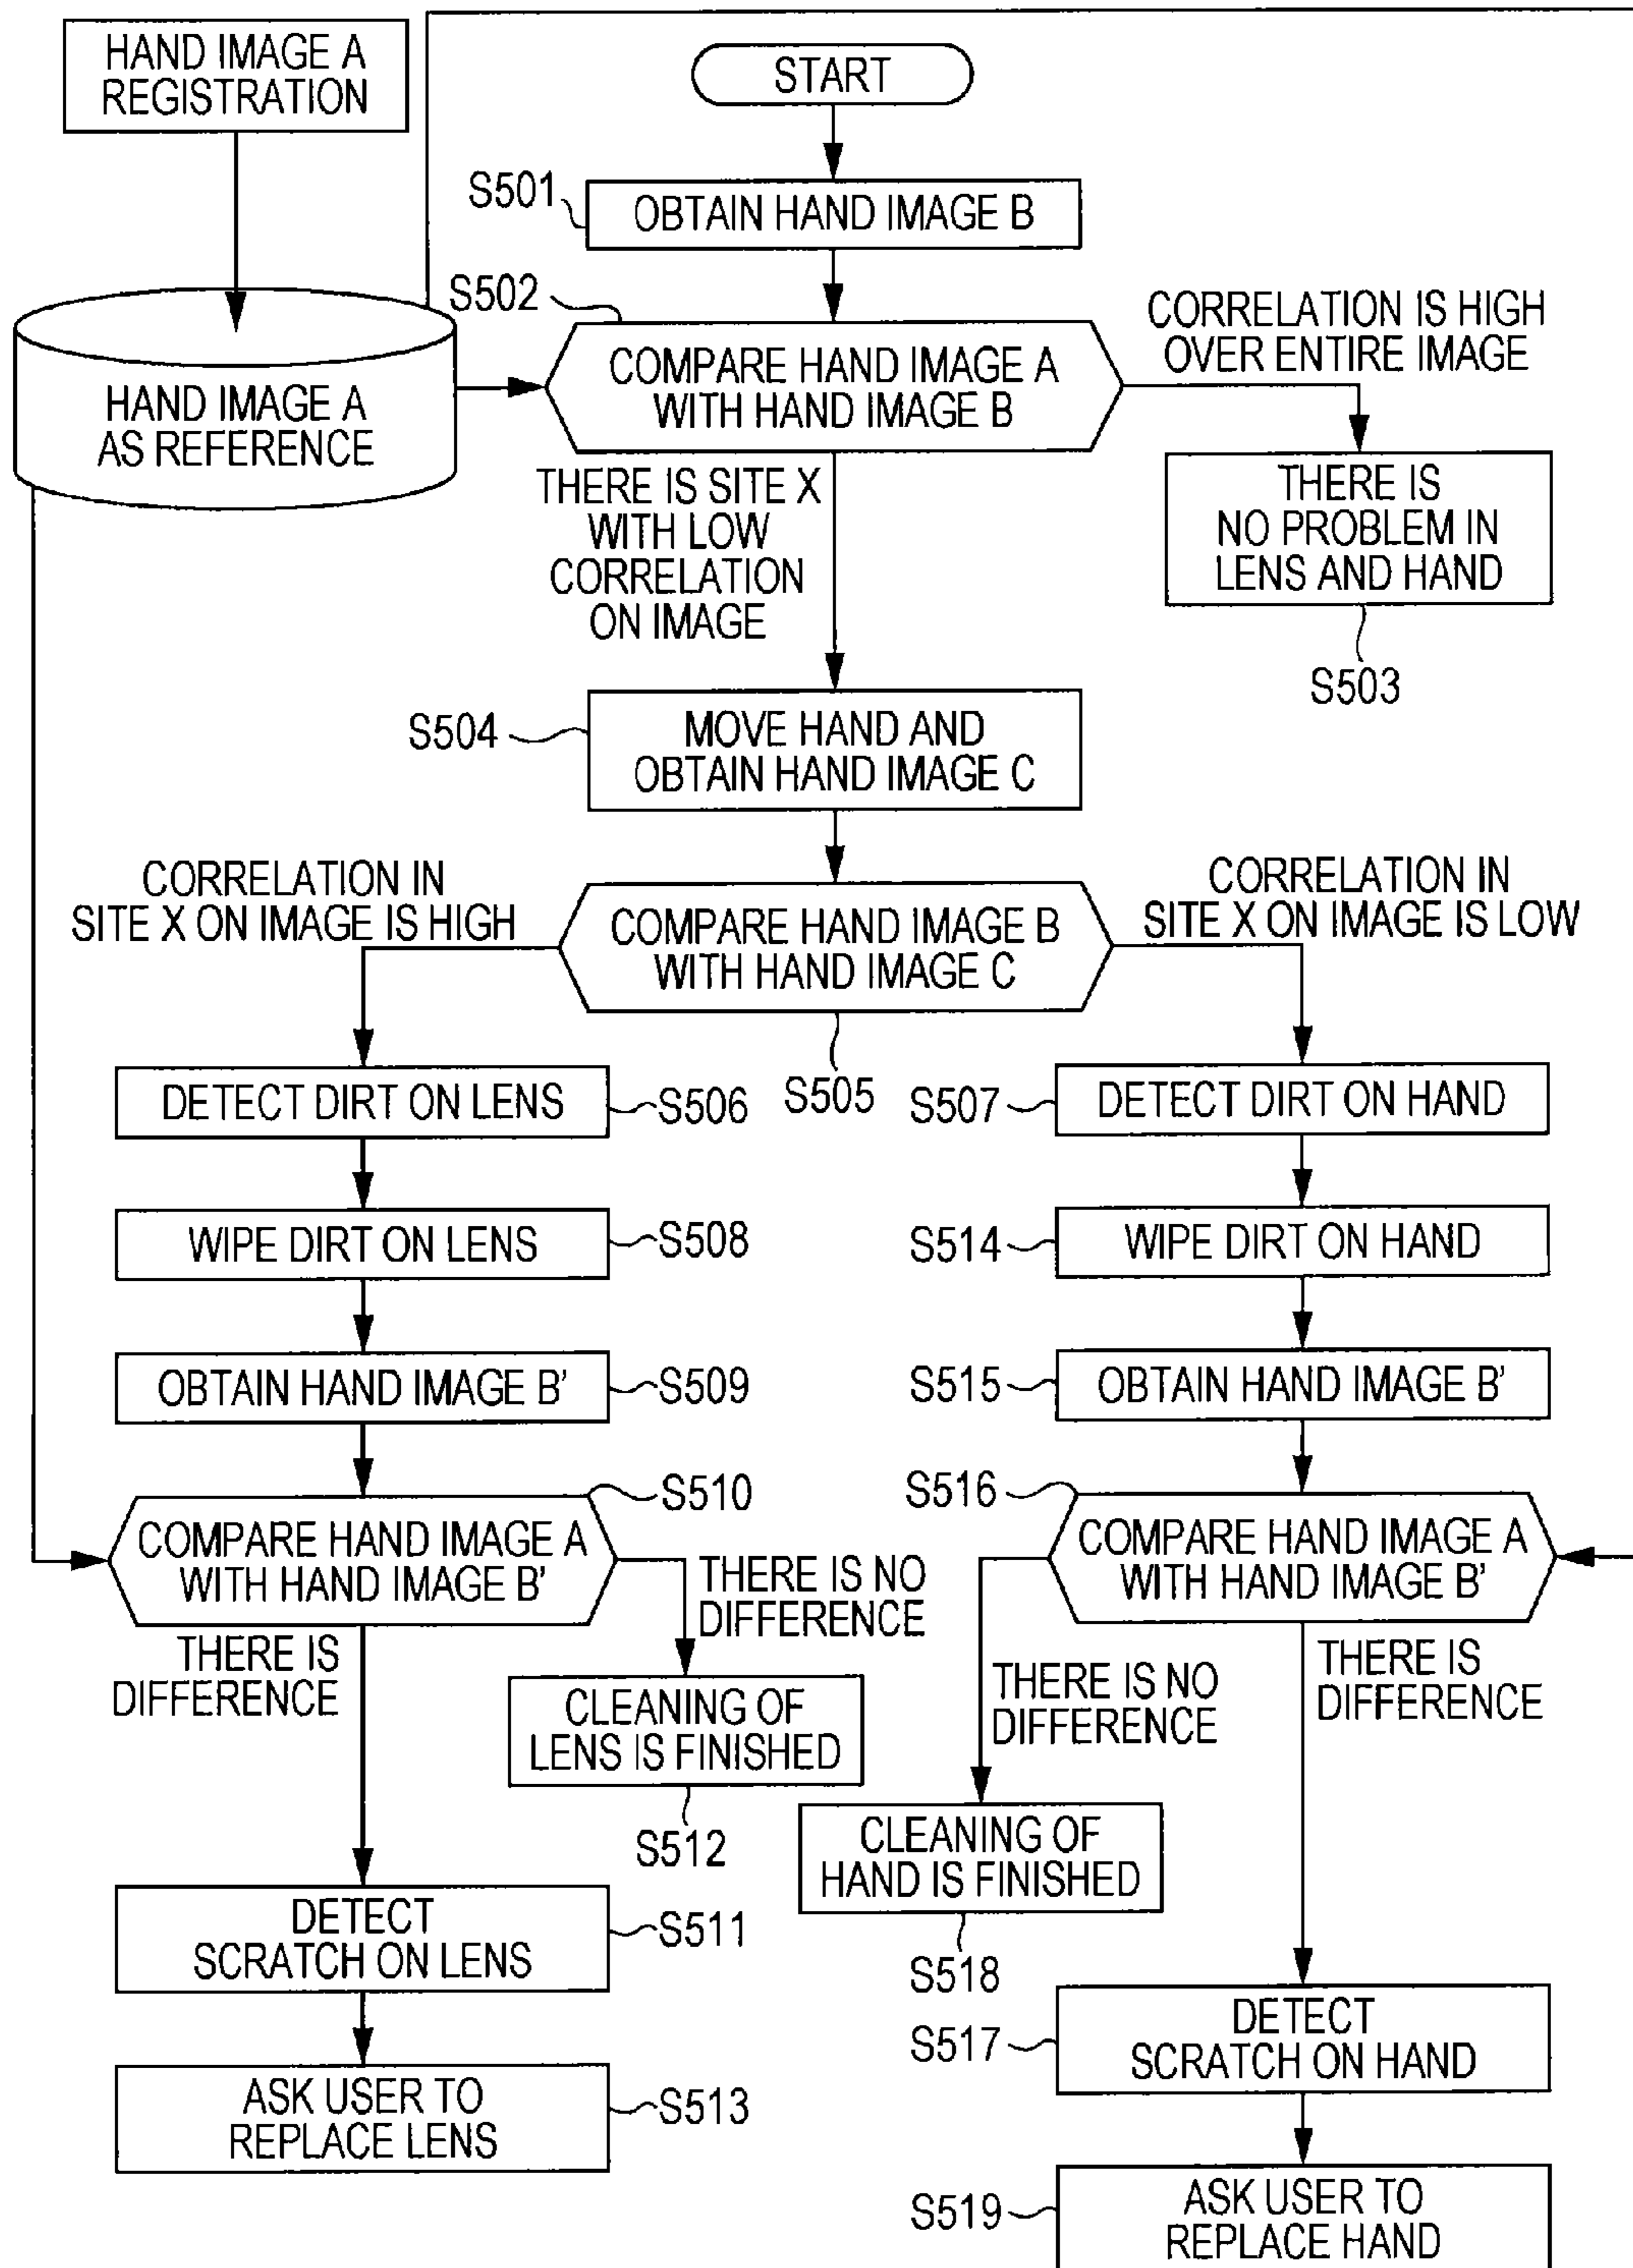 HAND IMAGE A
REGISTRATION
START
S501
OBTAIN HAND IMAGE B
S502
HAND IMAGE A
AS REFERENCE
COMPARE HAND IMAGE A
WITH HAND IMAGE B
CORRELATION IS HIGH
OVER ENTIRE IMAGE
THERE IS
NO PROBLEM IN
LENS AND HAND
S503
THERE IS SITE X
WITH LOW
CORRELATION
ON IMAGE
S504
MOVE HAND AND
OBTAIN HAND IMAGE C
CORRELATION IN
SITE X ON IMAGE IS HIGH
COMPARE HAND IMAGE B
WITH HAND IMAGE C
CORRELATION IN
SITE X ON IMAGE IS LOW
S505
DETECT DIRT ON LENS
S506
S507
DETECT DIRT ON HAND
WIPE DIRT ON LENS
S508
S514
WIPE DIRT ON HAND
OBTAIN HAND IMAGE B'
S509
S515
OBTAIN HAND IMAGE B'
S510
COMPARE HAND IMAGE A
WITH HAND IMAGE B'
S516
COMPARE HAND IMAGE A
WITH HAND IMAGE B'
THERE IS
DIFFERENCE
THERE IS NO
DIFFERENCE
THERE IS NO
DIFFERENCE
THERE IS
DIFFERENCE
CLEANING OF
LENS IS FINISHED
S512
CLEANING OF
HAND IS FINISHED
S518
DETECT
SCRATCH ON LENS
S511
S517
DETECT
SCRATCH ON HAND
ASK USER TO
REPLACE LENS
S513
S519
ASK USER TO
REPLACE HAND